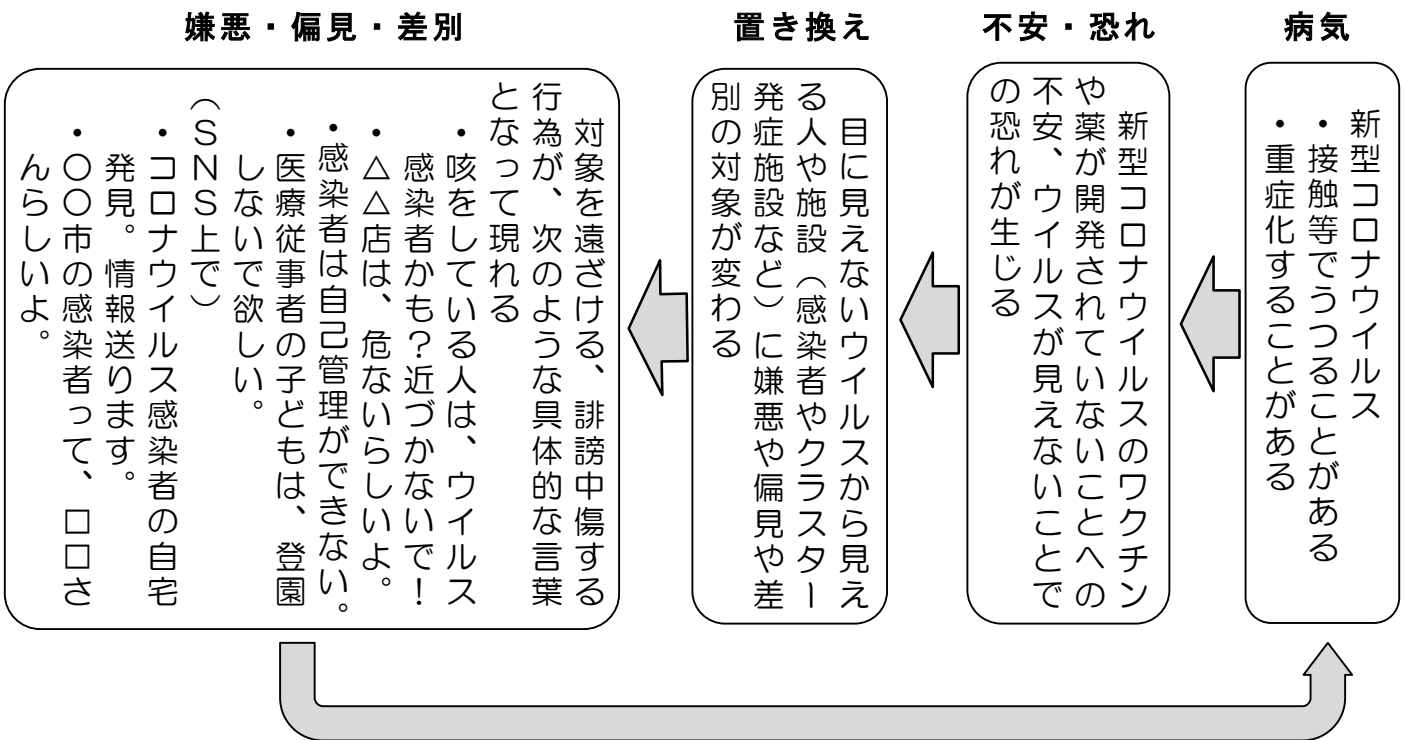 病気
新型コロナウイルス
・接触等でうつることがある
・重症化することがある
不安・恐れ
新型コロナウイルスのワクチン
や薬が開発されていないことへの
不安、ウイルスが見えないことで
の恐れが生じる
置き換え
目に見えないウイルスから見え
る人や施設（感染者やクラスター
発症施設など）に嫌悪や偏見や差
別の対象が変わる
嫌悪・偏見・差別
対象を遠ざける、誹謗中傷する
行為が、次のような具体的な言葉
となって現れる
・咳をしている人は、ウイルス
感染者かも？近づかないで！
・△△店は、危ないらしいよ。
・感染者は自己管理ができない。
・医療従事者の子どもは、登園
しないで欲しい。
（ＳＮＳ上で）
・コロナウイルス感染者の自宅
発見。情報送ります。
・〇〇市の感染者って、□□さ
んらしいよ。